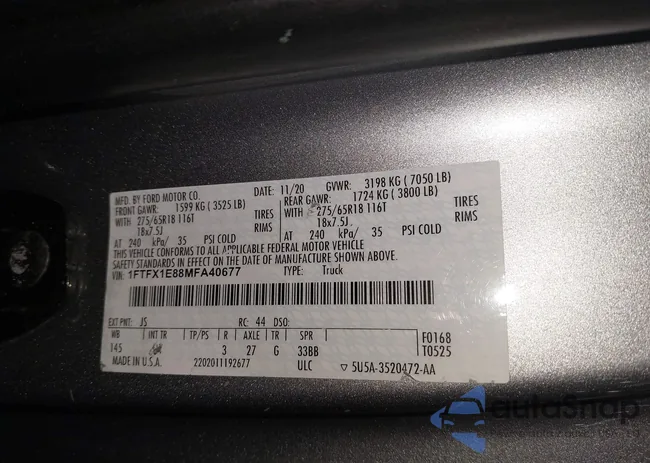 MFD. BY FORD MOTOR CO.
DATE: 11/20 GVWR: 3198 KG ( 7050 LB)
FRONT GAWR: 1599 KG ( 3525 LB) REAR GAWR: 1724 KG ( 3800 LB)
WITH 275/65R18 116T TIRES WITH 275/65R18 116T TIRES
18x7.5J RIMS 18x7.5J RIMS
AT 240 kPa/ 35 PSI COLD AT 240 kPa/ 35 PSI COLD
THIS VEHICLE CONFORMS TO ALL APPLICABLE FEDERAL MOTOR VEHICLE
SAFETY STANDARDS IN EFFECT ON THE DATE OF MANUFACTURE SHOWN ABOVE.
VIN: 1FTFX1E88MFA40677 TYPE: Truck
EXT PNT: JS RC: 44 DSO:
WB INT TR TP/PS R AXLE TR SPR F0168
145 3 27 G 33BB T0525
MADE IN U.S.A. 2202011192677 ULC 5U5A-3520472-AA
autoSnap